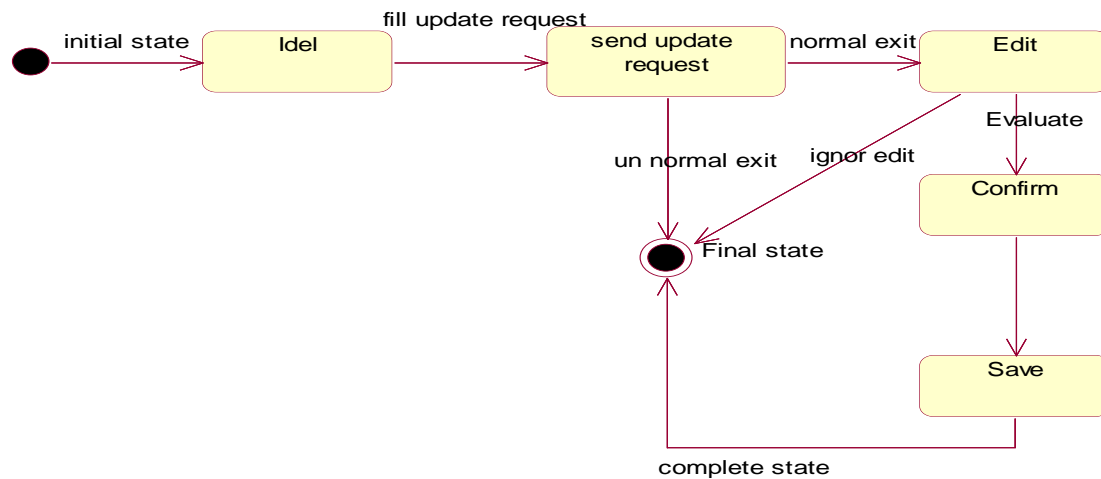 fill update request
initial state
Idel
send update
request
normal exit
Edit
Evaluate
un normal exit
ignor edit
Confirm
Final state
Save
complete state